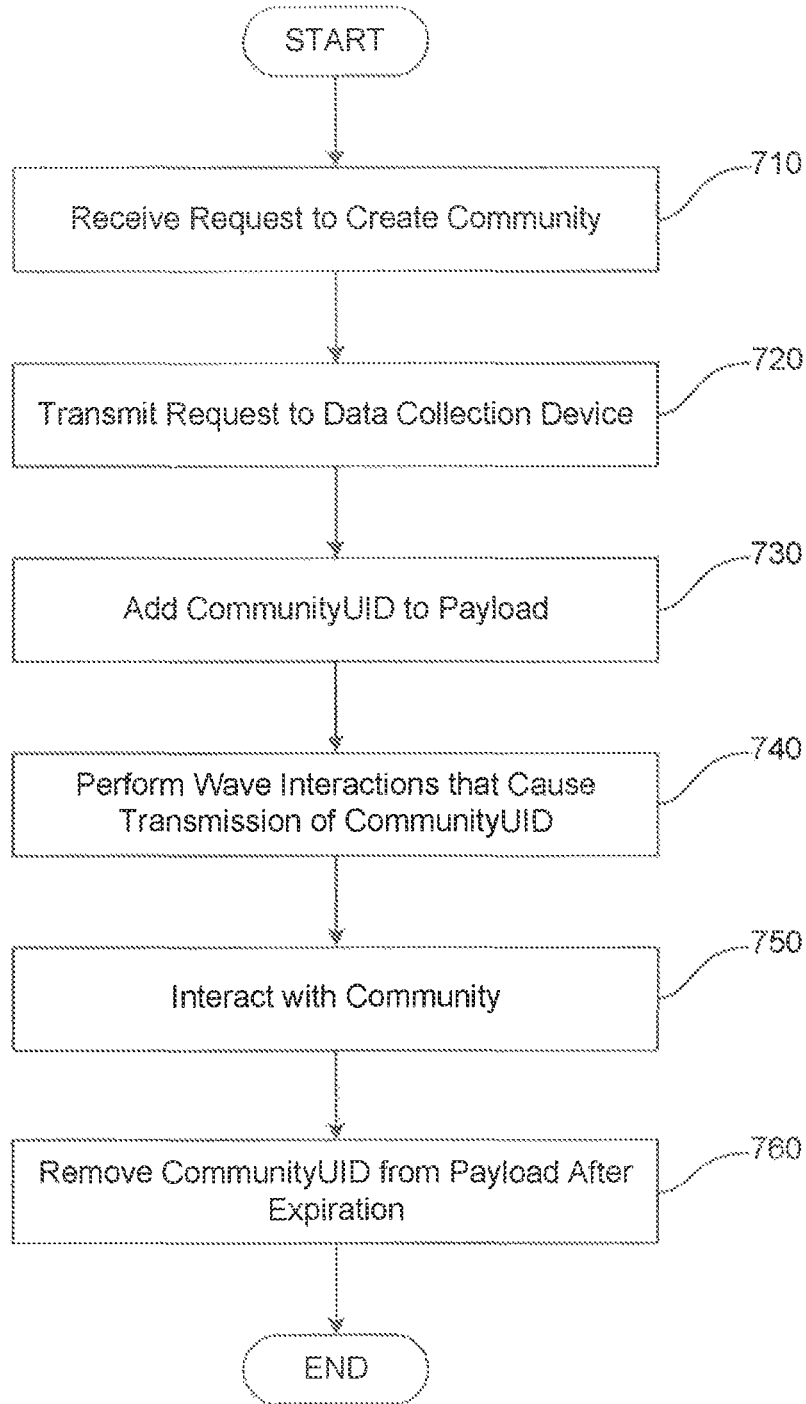 START
710
Receive Request to Create Community
720
Transmit Request to Data Collection Device
730
Add CommunityUID to Payload
740
Perform Wave Interactions that Cause
Transmission of CommunityUID
750
Interact with Community
760
Remove CommunityUID from Payload After
Expiration
END